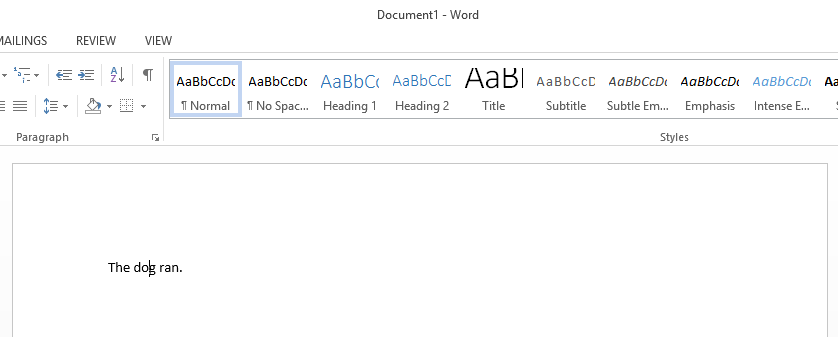 Document1 - Word
MAILINGS REVIEW VIEW
AaBbCcDc AaBbCcDc AaBbCc AaBbCcD AaBl AaBbCcD AaBbCcDc AaBbCcDc AaBbCcDc
¶ Normal ¶ No Spac... Heading 1 Heading 2 Title Subtitle Subtle Em... Emphasis Intense E...
Paragraph Styles
The dog ran.